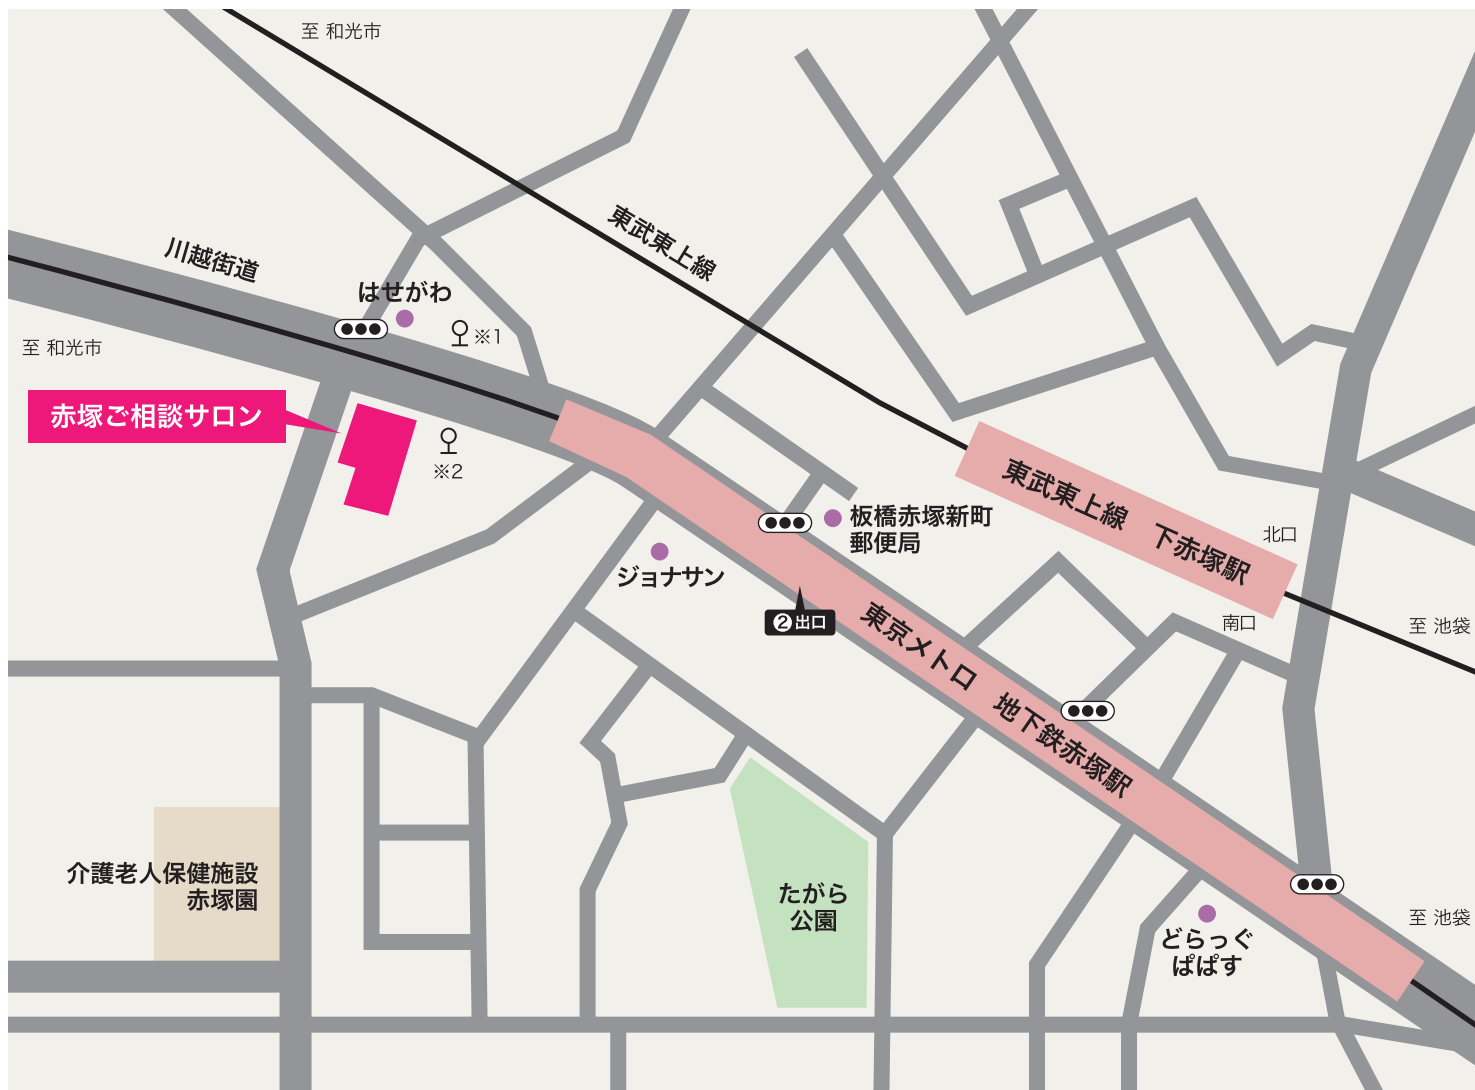 至 和光市
東武東上線
川越街道
はせがわ
※1
至 和光市
赤塚ご相談サロン
※2
東武東上線　下赤塚駅
北口
板橋赤塚新町
郵便局
ジョナサン
2出口
南口
至 池袋
東京メトロ　地下鉄赤塚駅
介護老人保健施設
赤塚園
たがら
公園
至 池袋
どらっぐ
ぱぱす